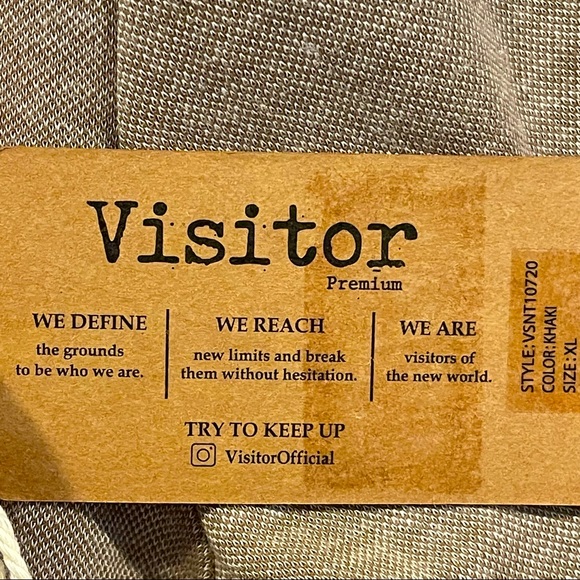 Visitor
Premium
WE DEFINE
the grounds
to be who we are.
WE REACH
new limits and break
them without hesitation.
WE ARE
visitors of
the new world.
TRY TO KEEP UP
VisitorOfficial
STYLE: VSNT10720
COLOR: KHAKI
SIZE: XL